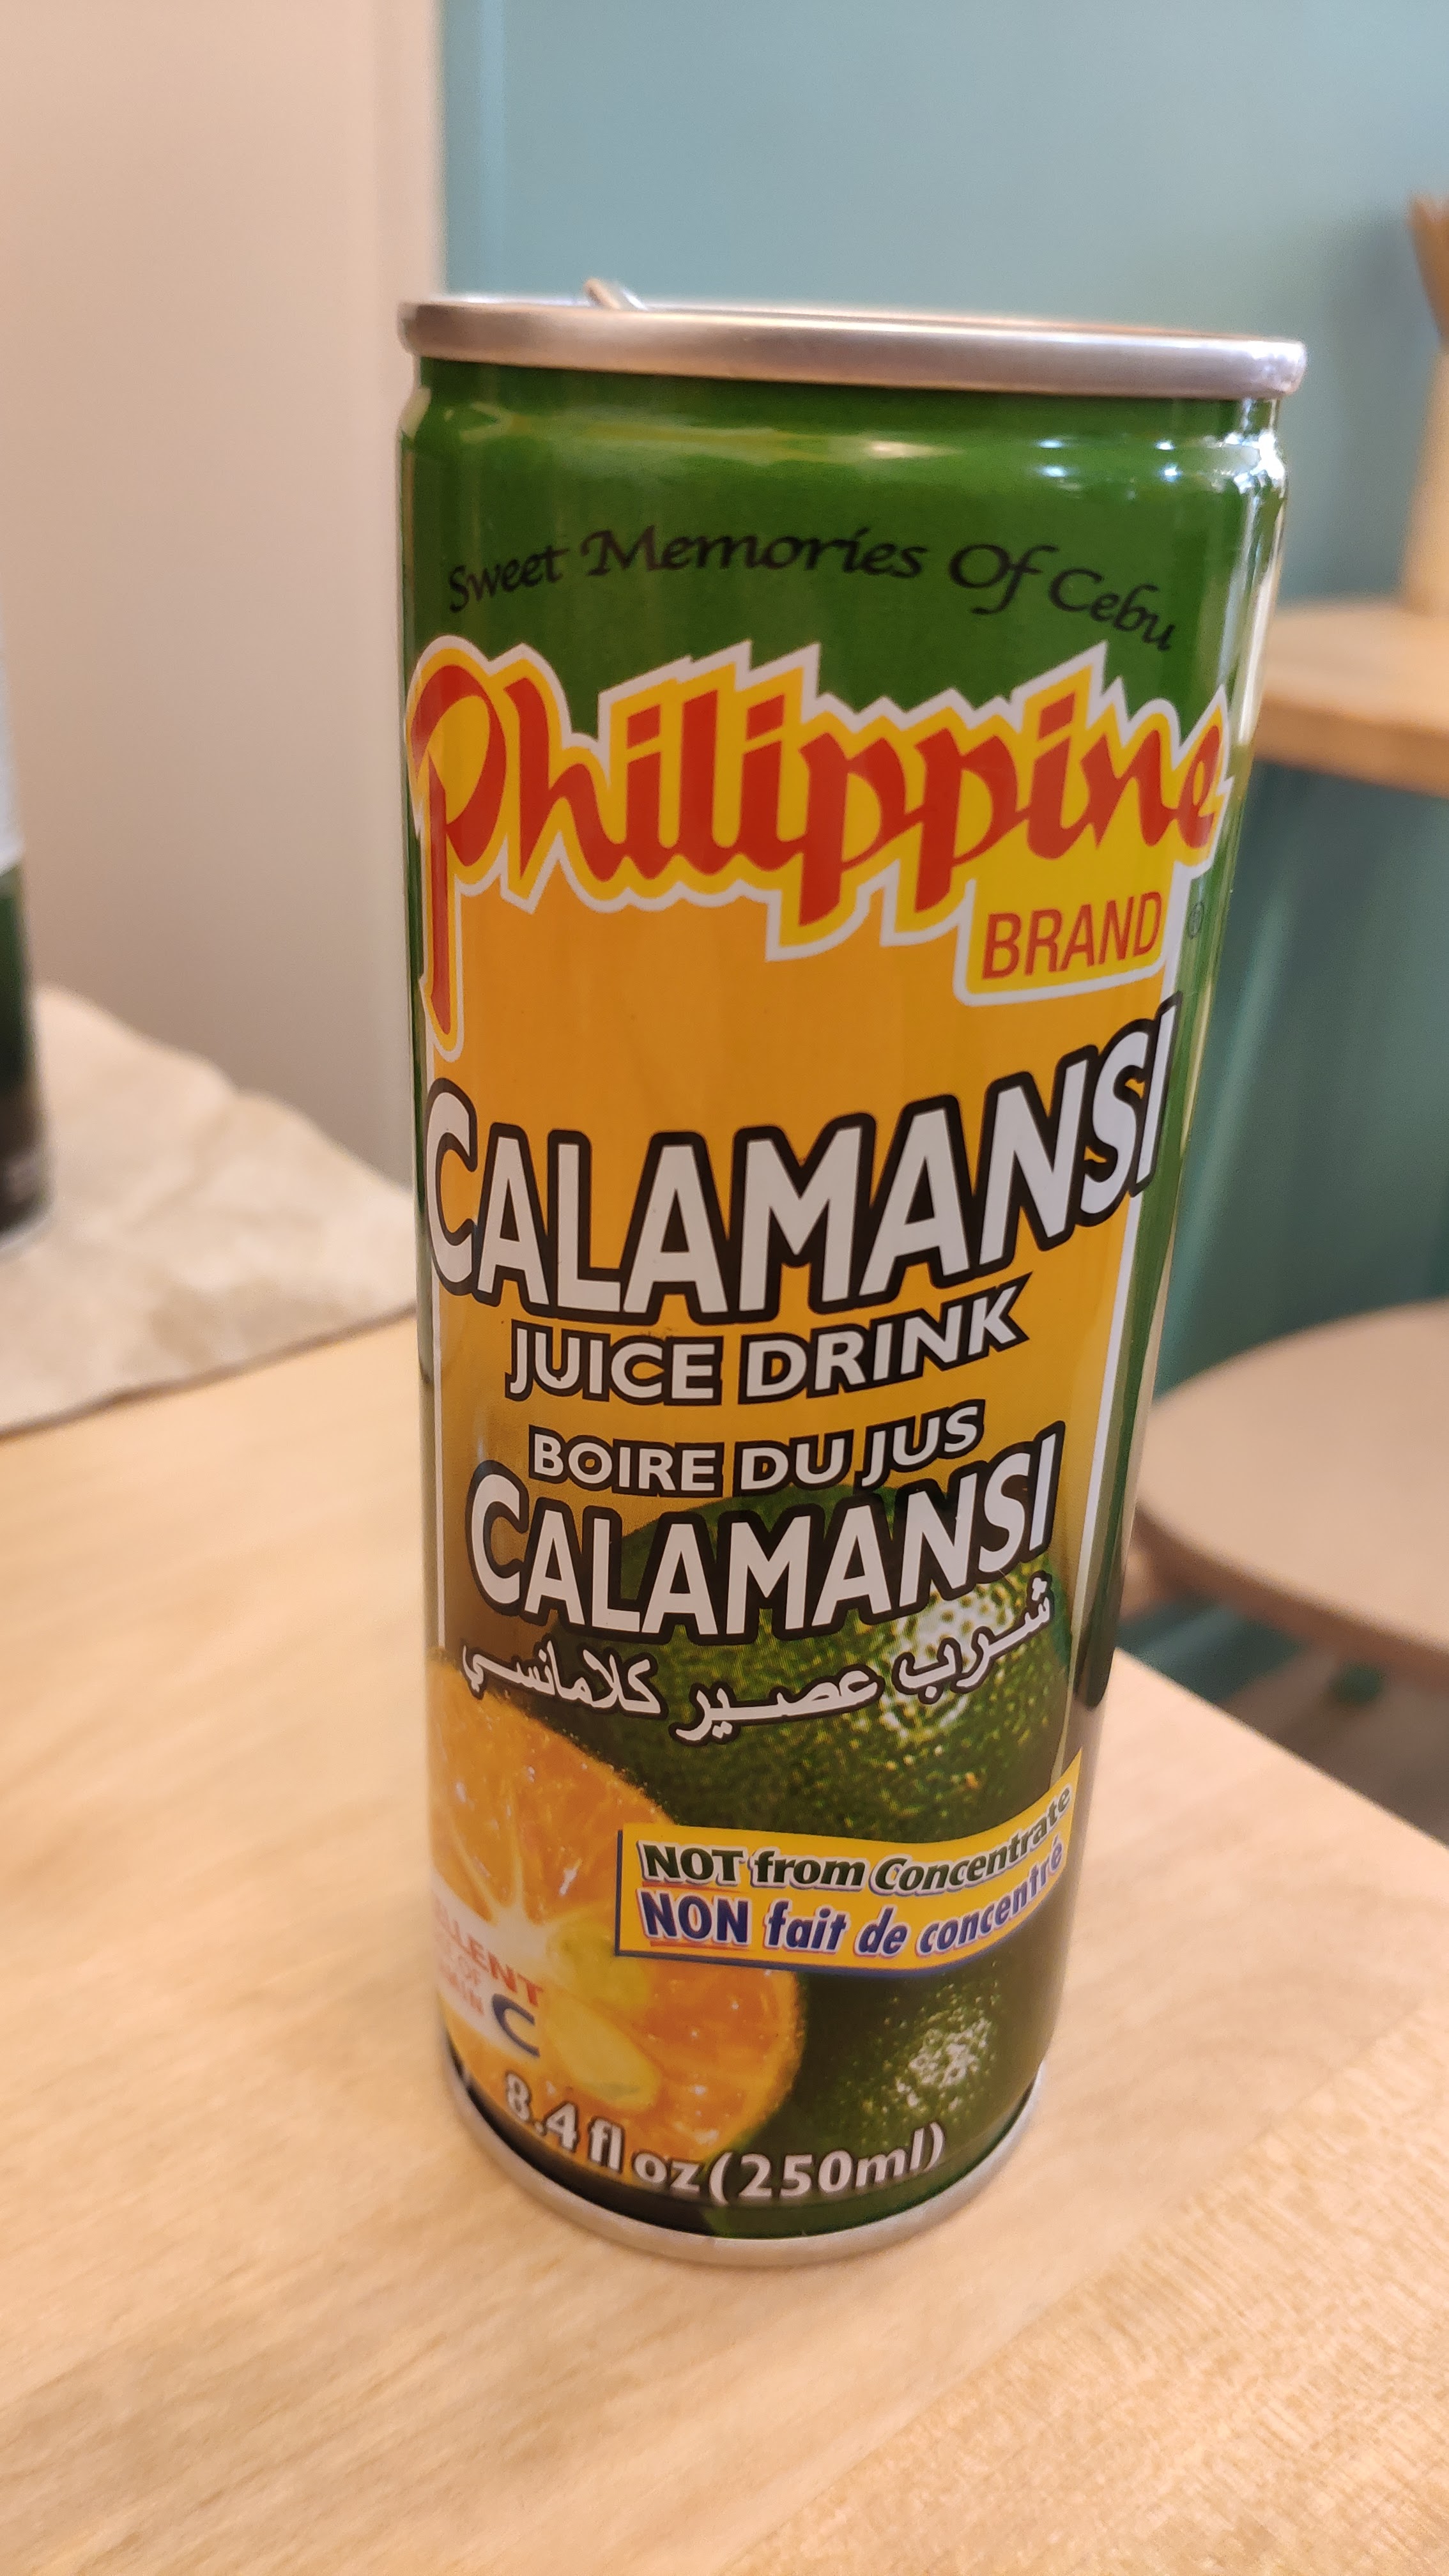 Sweet Memories Of Cebu
Philippine
BRAND ®
CALAMANSI
JUICE DRINK
BOIRE DU JUS
CALAMANSI
شرب عصير كلامانسي
NOT from Concentrate
NON fait de concentré
C
8.4 fl oz (250ml)